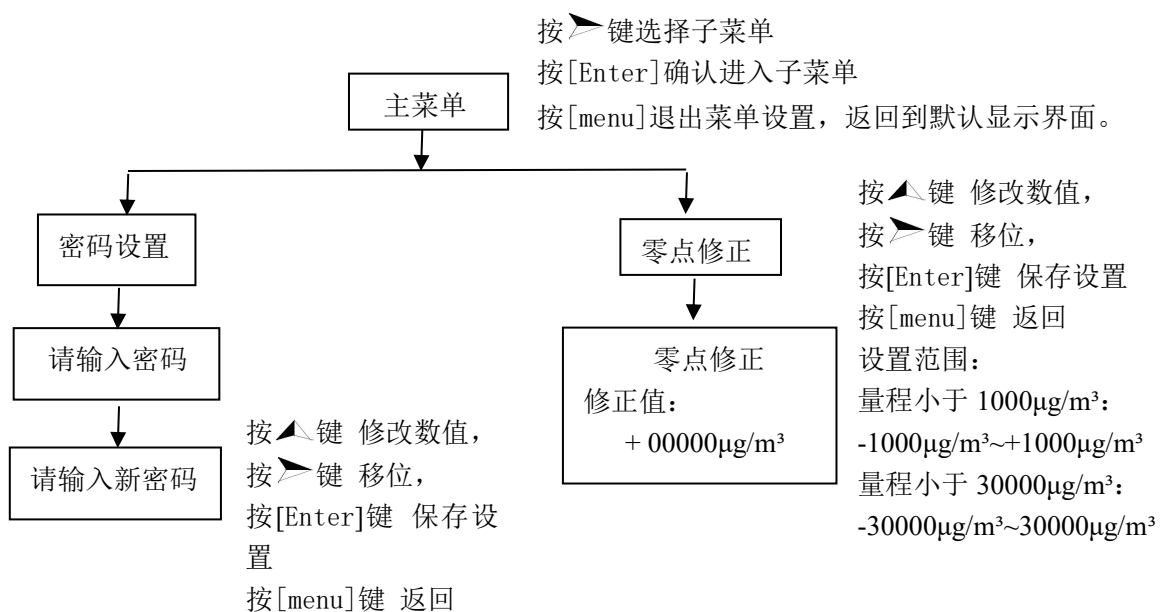 按➢键选择子菜单
按[Enter]确认进入子菜单
按[menu]退出菜单设置，返回到默认显示界面。
主菜单
密码设置
请输入密码
请输入新密码
按⮝键 修改数值，
按➢键 移位，
按[Enter]键 保存设
置
按[menu]键 返回
零点修正
零点修正
修正值：
+ 00000μg/m³
按⮝键 修改数值，
按➢键 移位，
按[Enter]键 保存设置
按[menu]键 返回
设置范围：
量程小于 1000μg/m³：
-1000μg/m³~+1000μg/m³
量程小于 30000μg/m³：
-30000μg/m³~30000μg/m³